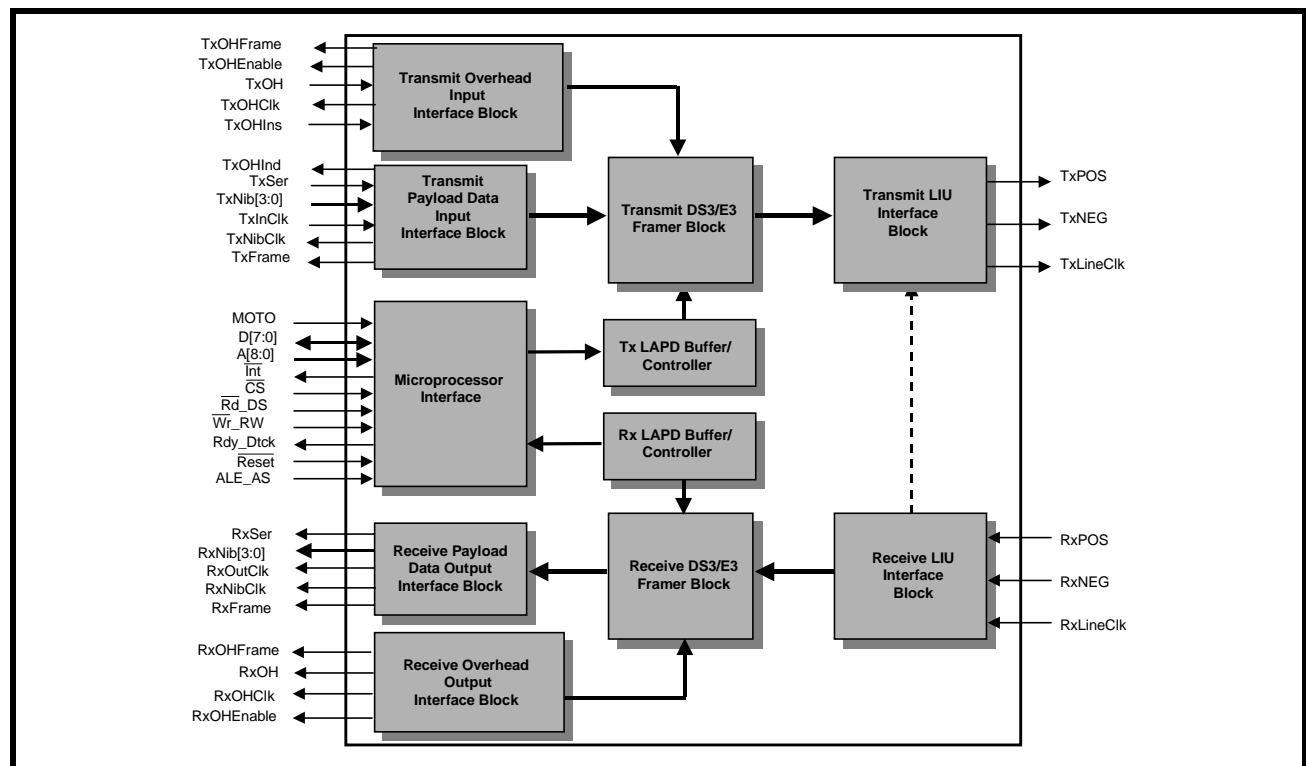 TxOHFrame
TxOHEnable
TxOH
TxOHClk
TxOHIns
Transmit Overhead
Input
Interface Block
TxOHInd
TxSer
TxNib[3:0]
TxInClk
TxNibClk
TxFrame
Transmit
Payload Data
Input
Interface Block
Transmit DS3/E3
Framer Block
Transmit LIU
Interface
Block
TxPOS
TxNEG
TxLineClk
MOTO
D[7:0]
A[8:0]
Int
CS
Rd_DS
Wr_RW
Rdy_Dtck
Reset
ALE_AS
Microprocessor
Interface
Tx LAPD Buffer/
Controller
Rx LAPD Buffer/
Controller
RxSer
RxNib[3:0]
RxOutClk
RxNibClk
RxFrame
Receive Payload
Data Output
Interface Block
Receive DS3/E3
Framer Block
Receive LIU
Interface
Block
RxPOS
RxNEG
RxLineClk
RxOHFrame
RxOH
RxOHClk
RxOHEnable
Receive Overhead
Output
Interface Block